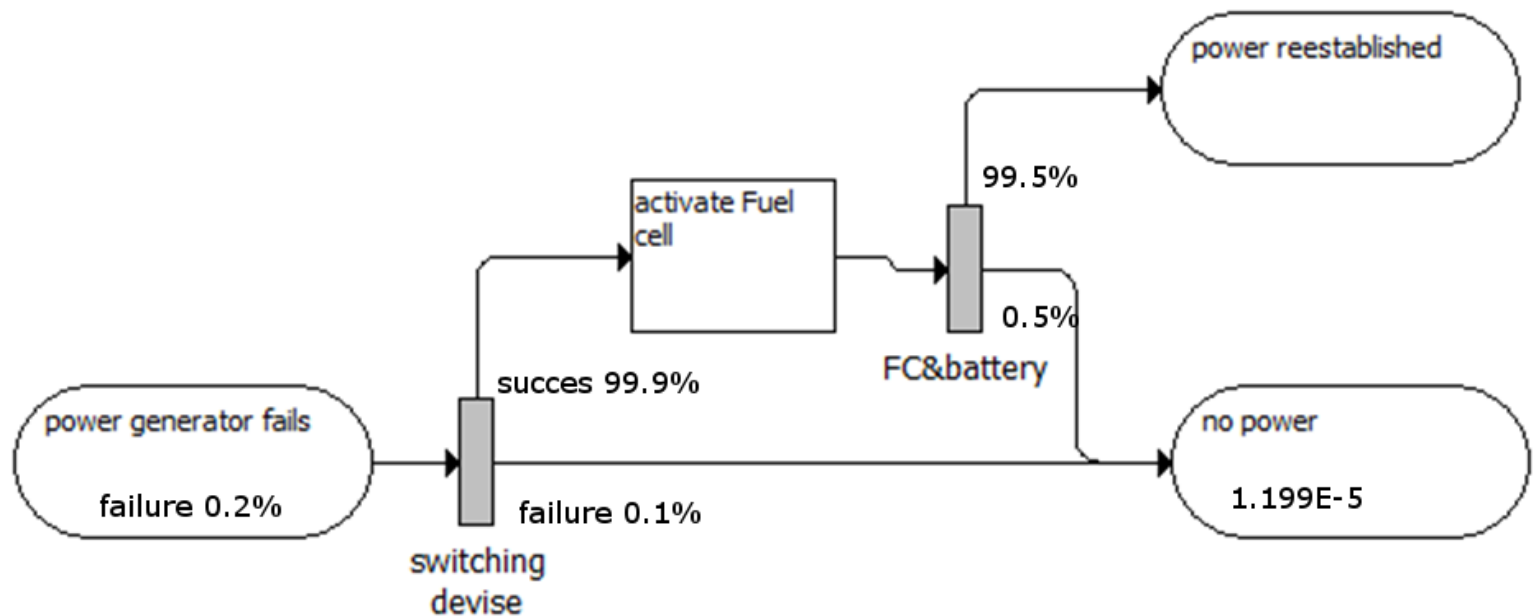 power reestablished
99.5%
activate Fuel
cell
0.5%
FC&battery
succes 99.9%
power generator fails
failure 0.2%
failure 0.1%
switching
devise
no power
1.199E-5